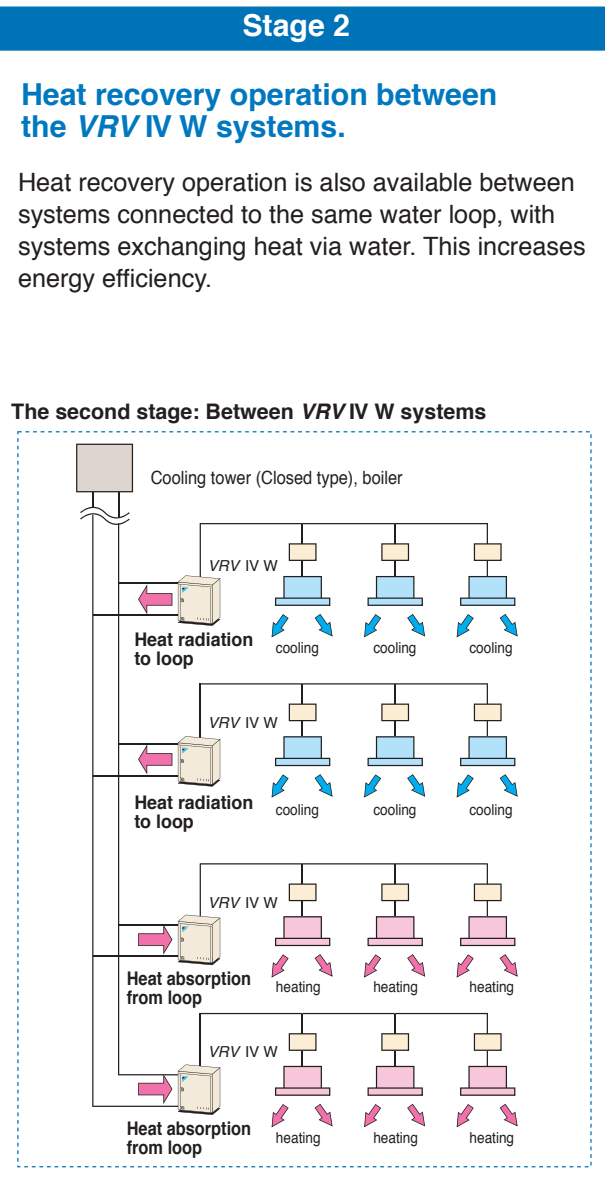 Stage 2
Heat recovery operation between
the VRV IV W systems.
Heat recovery operation is also available between
systems connected to the same water loop, with
systems exchanging heat via water. This increases
energy efficiency.
The second stage: Between VRV IV W systems
Cooling tower (Closed type), boiler
VRV IV W
Heat radiation
to loop
cooling
cooling
cooling
VRV IV W
Heat radiation
to loop
cooling
cooling
cooling
VRV IV W
Heat absorption
from loop
heating
heating
heating
VRV IV W
Heat absorption
from loop
heating
heating
heating